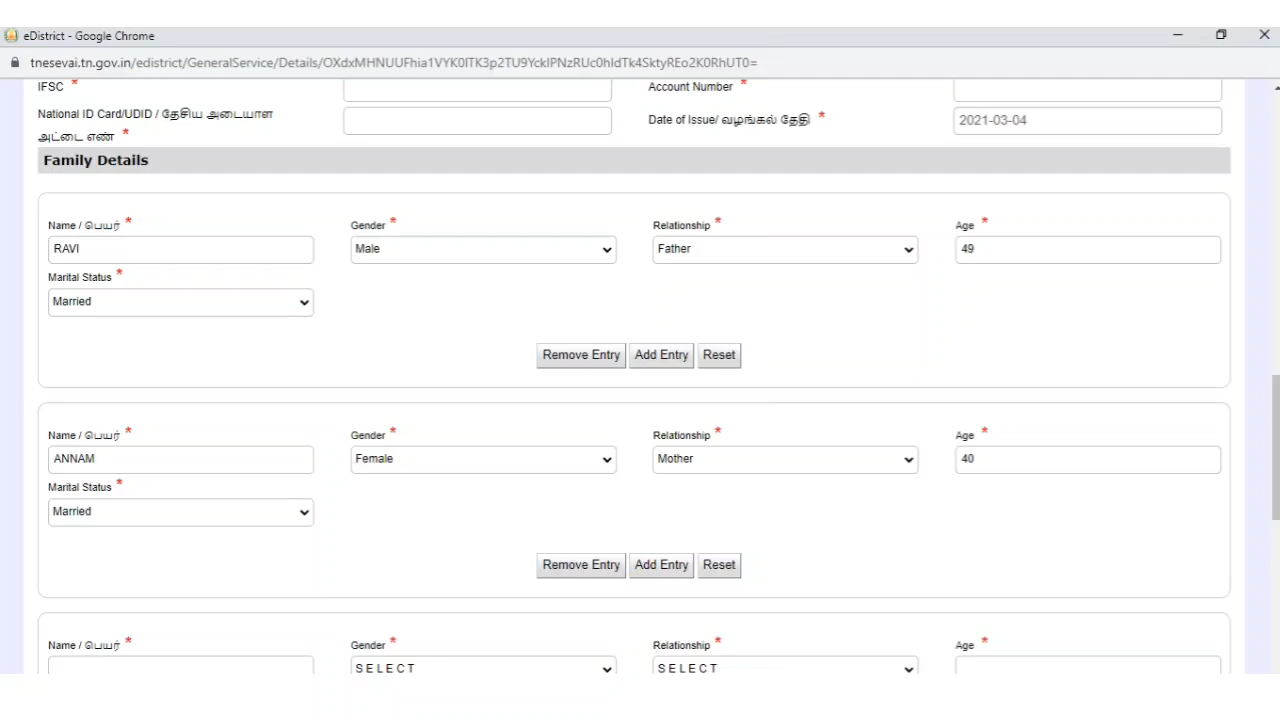 eDistrict - Google Chrome
tnesevai.tn.gov.in/edistrict/GeneralService/Details/OXdxMHNUUFhia1VYK0lTK3p2TU9YcklPNzRUc0hldTk4SktyREo2K0RhUT0=
IFSC * Account Number *
National ID Card/UDID / தேசிய அடையாள அட்டை எண் * Date of Issue/ வழங்கல் தேதி * 2021-03-04
Family Details
Name / பெயர் * Gender * Relationship * Age *
RAVI Male Father 49
Marital Status *
Married
Remove Entry Add Entry Reset
Name / பெயர் * Gender * Relationship * Age *
ANNAM Female Mother 40
Marital Status *
Married
Remove Entry Add Entry Reset
Name / பெயர் * Gender * Relationship * Age *
SELECT SELECT